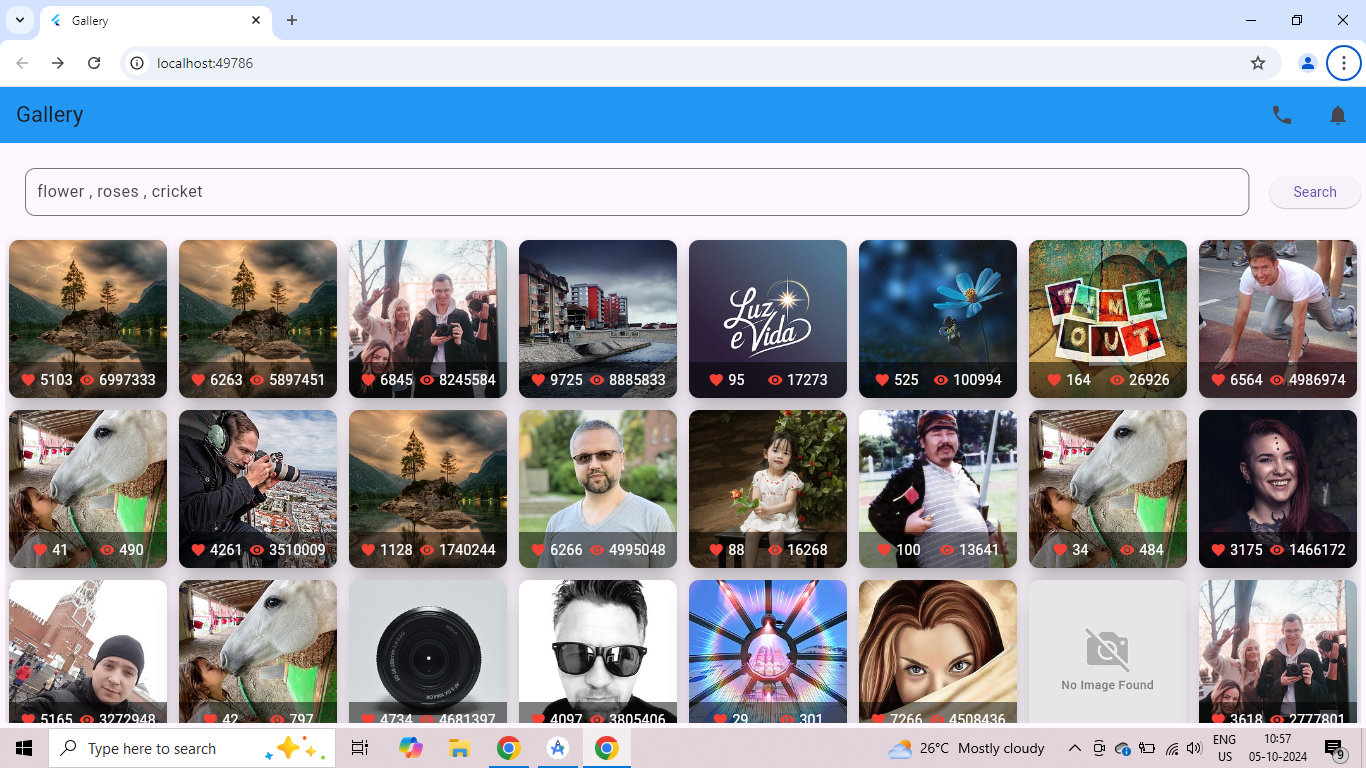 Gallery
localhost:49786
Gallery
flower , roses , cricket
Search
5103 6997333
6263 5897451
6845 8245584
9725 8885833
Luz
e Vida
95 17273
525 100994
TIME
OUT
164 26926
6564 4986974
41 490
4261 3510009
1128 1740244
6266 4995048
88 16268
100 13641
34 484
3175 1466172
No Image Found
5165 3272948
42 797
4734 4681397
4097 3805406
29 301
7266 4508436
3618 2777801
Type here to search
26°C Mostly cloudy
ENG
US
10:57
05-10-2024
9